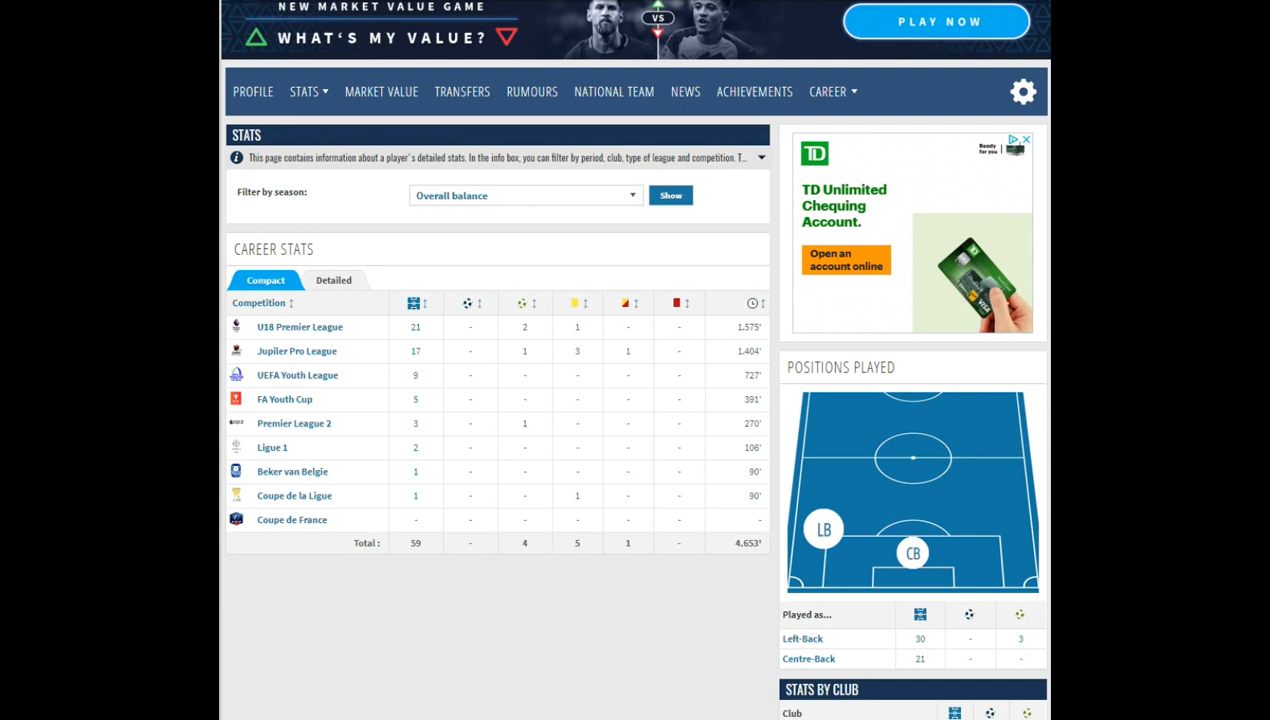 NEW MARKET VALUE GAME
WHAT'S MY VALUE?
VS
PLAY NOW
PROFILE STATS MARKET VALUE TRANSFERS RUMOURS NATIONAL TEAM NEWS ACHIEVEMENTS CAREER
STATS
This page contains information about a player's detailed stats. In the info box, you can filter by period, club, type of league and competition. T...
Filter by season: Overall balance Show
CAREER STATS
Compact Detailed
Competition
U18 Premier League 21 - 2 1 - - 1.575'
Jupiler Pro League 17 - 1 3 1 - 1.404'
UEFA Youth League 9 - - - - - 727'
FA Youth Cup 5 - - - - - 391'
Premier League 2 3 - 1 - - - 270'
Ligue 1 2 - - - - - 106'
Beker van Belgie 1 - - - - - 90'
Coupe de la Ligue 1 - - 1 - - 90'
Coupe de France - - - - - - -
Total : 59 - 4 5 1 - 4.653'
TD
Ready
for you
TD Unlimited
Chequing
Account.
Open an
account online
VISA
POSITIONS PLAYED
LB
CB
Played as...
Left-Back 30 - 3
Centre-Back 21 - -
STATS BY CLUB
Club